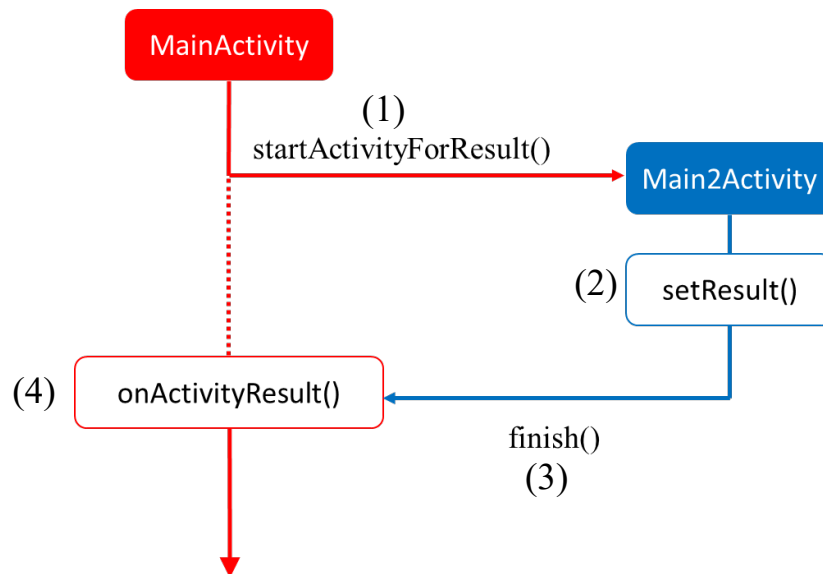 MainActivity
(1)
startActivityForResult()
Main2Activity
(2)
setResult()
(4)
onActivityResult()
finish()
(3)